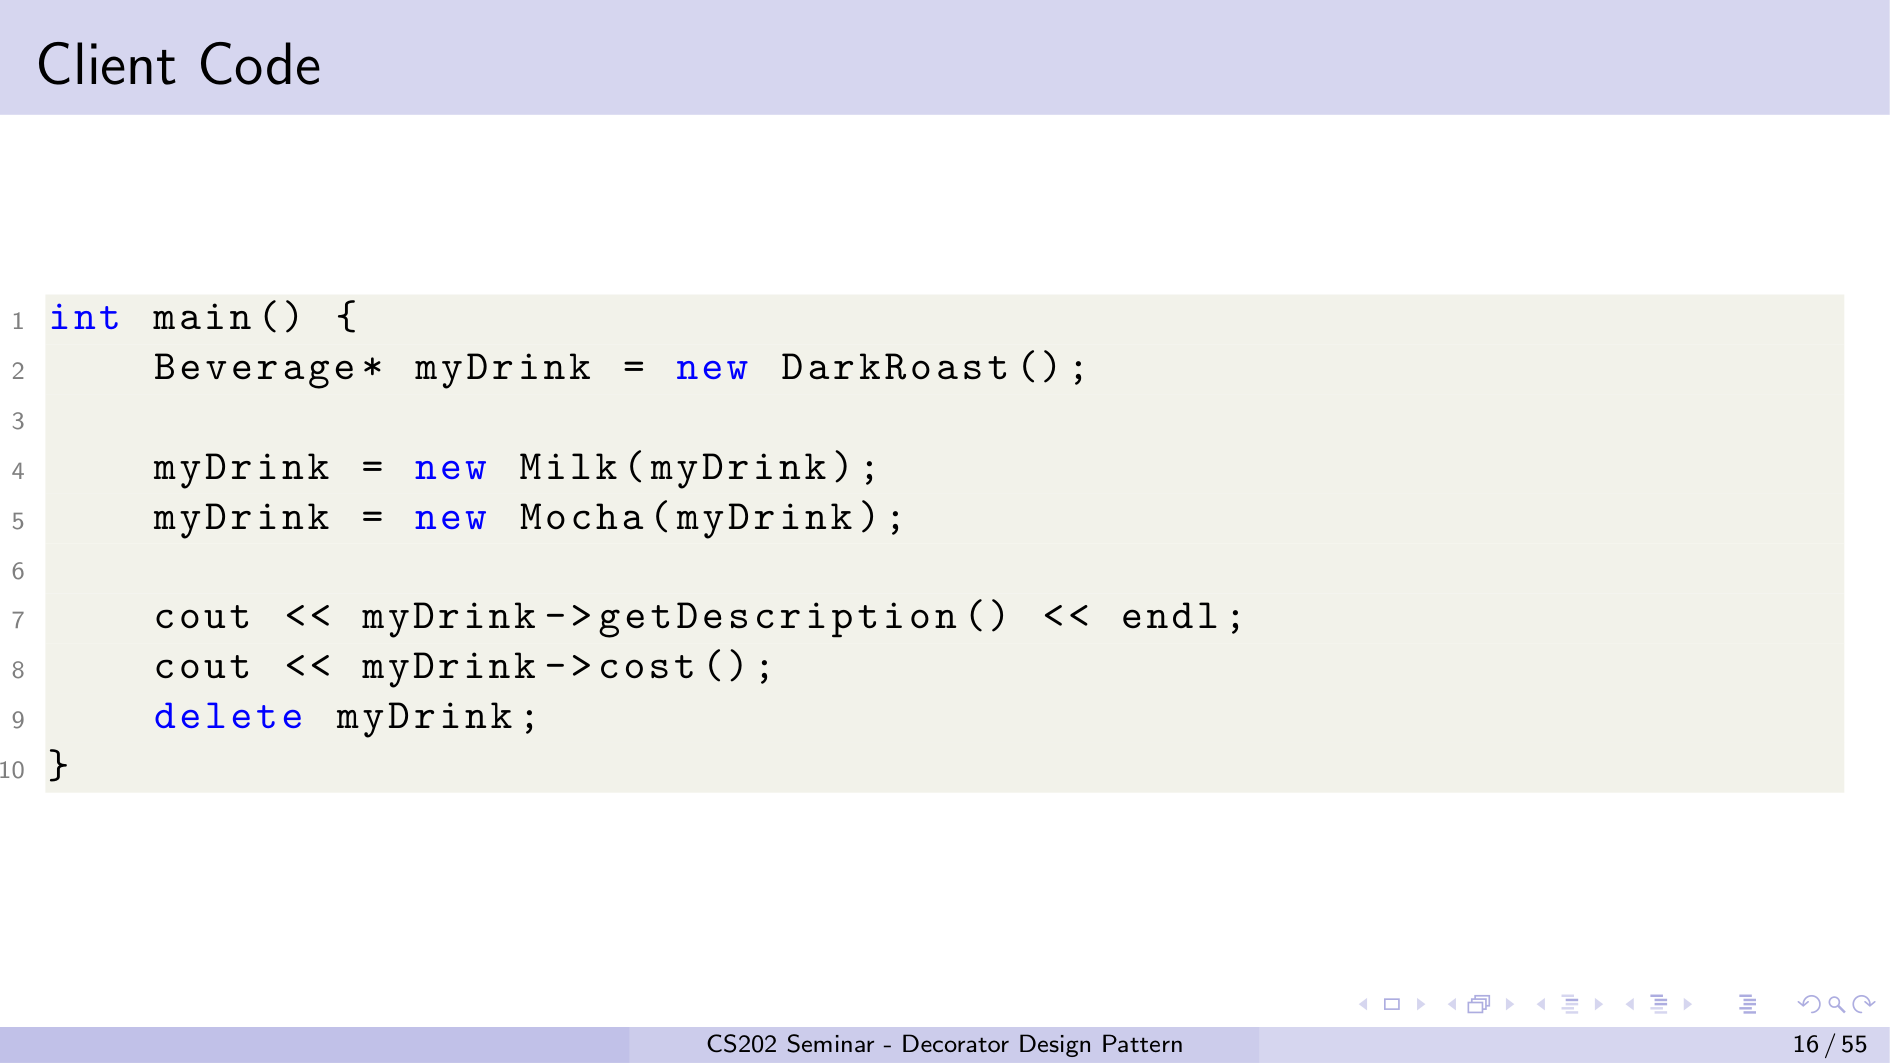 Client Code
1 int main() {
2     Beverage* myDrink = new DarkRoast();
3
4     myDrink = new Milk(myDrink);
5     myDrink = new Mocha(myDrink);
6
7     cout << myDrink->getDescription() << endl;
8     cout << myDrink->cost();
9     delete myDrink;
10 }
CS202 Seminar - Decorator Design Pattern
16 / 55